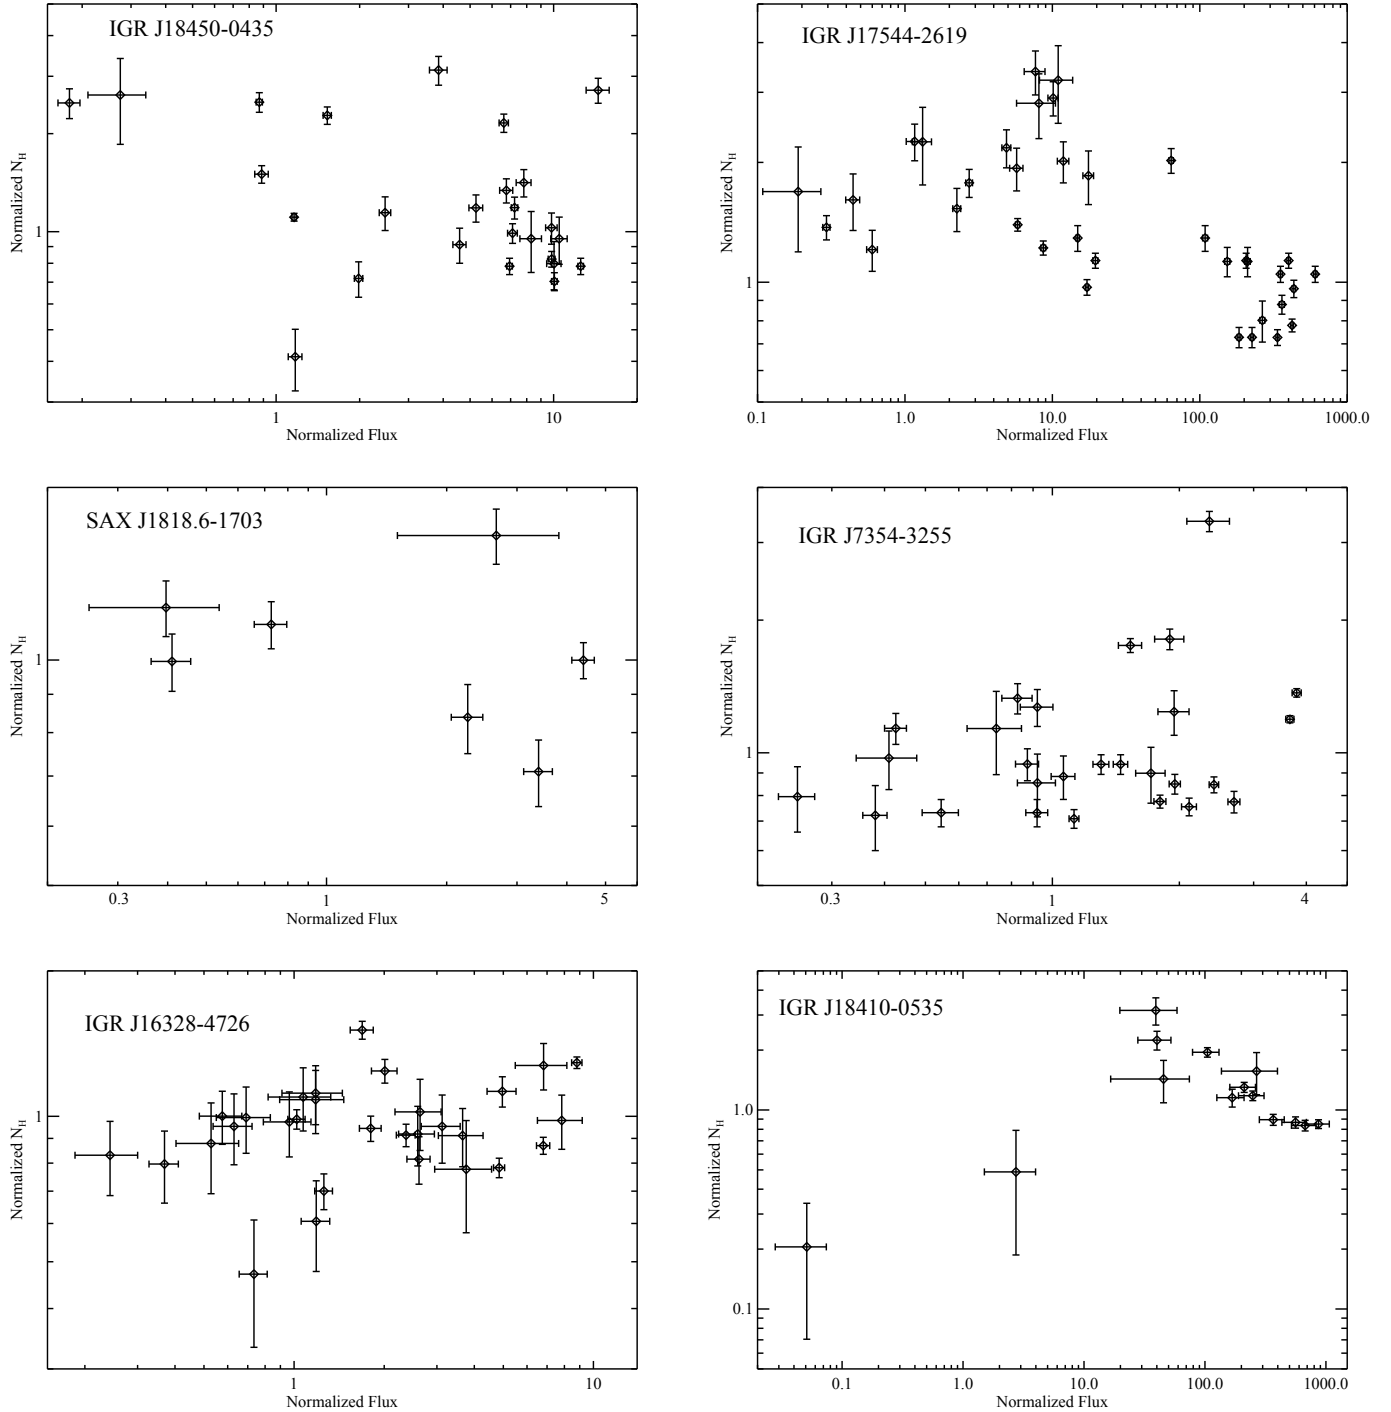 IGR J18450-0435
Normalized N_H
1
1
10
Normalized Flux
IGR J17544-2619
Normalized N_H
1
0.1
1.0
10.0
100.0
1000.0
Normalized Flux
SAX J1818.6-1703
Normalized N_H
1
0.3
1
5
Normalized Flux
IGR J7354-3255
Normalized N_H
1
0.3
1
4
Normalized Flux
IGR J16328-4726
Normalized N_H
1
1
10
Normalized Flux
IGR J18410-0535
Normalized N_H
1.0
0.1
0.1
1.0
10.0
100.0
1000.0
Normalized Flux